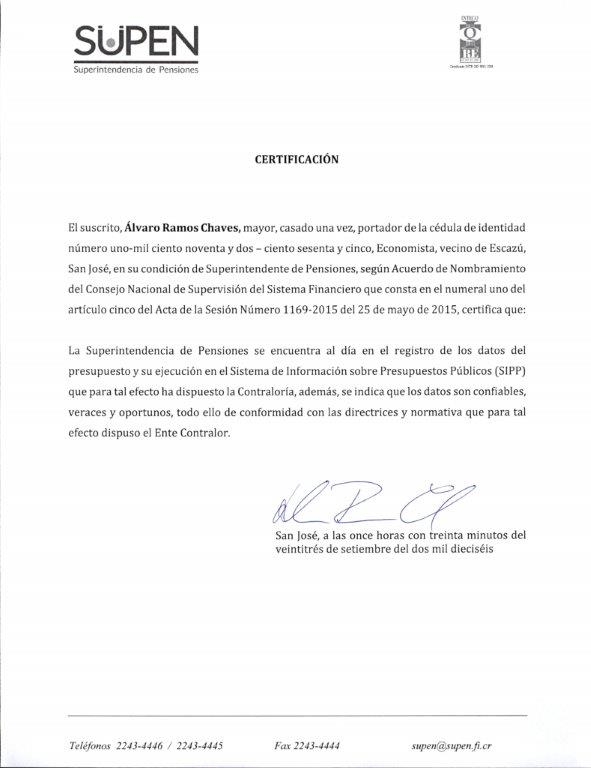 SUPEN
Superintendencia de Pensiones
CERTIFICACIÓN
El suscrito, Álvaro Ramos Chaves, mayor, casado una vez, portador de la cédula de identidad
número uno-mil ciento noventa y dos – ciento sesenta y cinco, Economista, vecino de Escazú,
San José, en su condición de Superintendente de Pensiones, según Acuerdo de Nombramiento
del Consejo Nacional de Supervisión del Sistema Financiero que consta en el numeral uno del
artículo cinco del Acta de la Sesión Número 1169-2015 del 25 de mayo de 2015, certifica que:
La Superintendencia de Pensiones se encuentra al día en el registro de los datos del
presupuesto y su ejecución en el Sistema de Información sobre Presupuestos Públicos (SIPP)
que para tal efecto ha dispuesto la Contraloría, además, se indica que los datos son confiables,
veraces y oportunos, todo ello de conformidad con las directrices y normativa que para tal
efecto dispuso el Ente Contralor.
San José, a las once horas con treinta minutos del
veintitrés de setiembre del dos mil dieciséis
Teléfonos 2243-4446 / 2243-4445 Fax 2243-4444 supen@supen.fi.cr